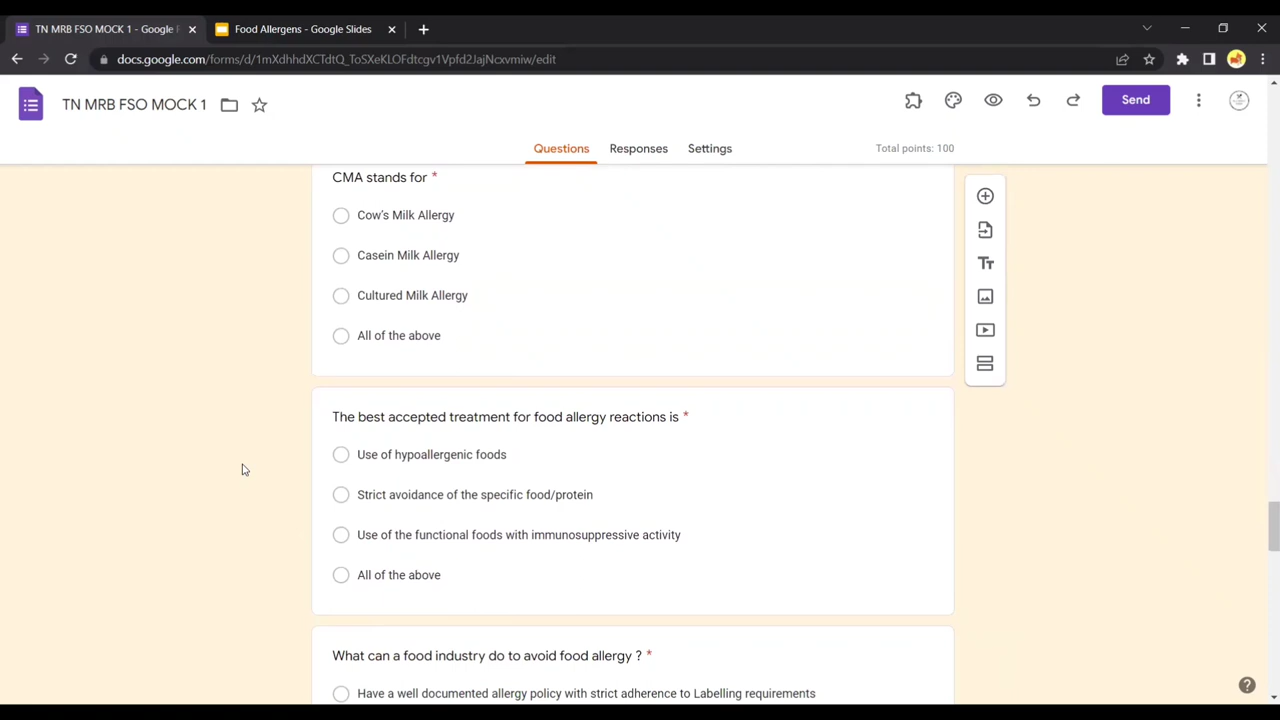 TN MRB FSO MOCK 1 - Google
Food Allergens - Google Slides
docs.google.com/forms/d/1mXdhhdXCTdtQ_ToSXeKLOFdtcgv1Vpfd2JajNcxvmiw/edit
TN MRB FSO MOCK 1
Send
Questions
Responses
Settings
Total points: 100
CMA stands for *
Cow's Milk Allergy
Casein Milk Allergy
Cultured Milk Allergy
All of the above
The best accepted treatment for food allergy reactions is *
Use of hypoallergenic foods
Strict avoidance of the specific food/protein
Use of the functional foods with immunosuppressive activity
All of the above
What can a food industry do to avoid food allergy ? *
Have a well documented allergy policy with strict adherence to Labelling requirements